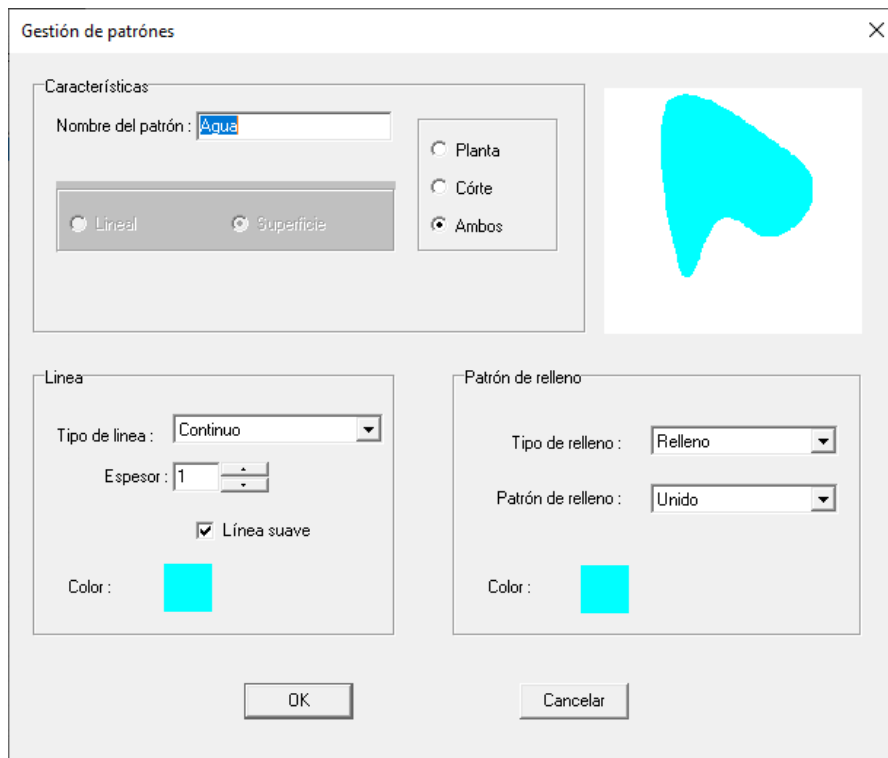 Gestión de patrónes
Características
Nombre del patrón : Agua
Lineal
Superficie
Planta
Córte
Ambos
Linea
Tipo de linea : Continuo
Espesor : 1
Línea suave
Color :
Patrón de relleno
Tipo de relleno : Relleno
Patrón de relleno : Unido
Color :
OK
Cancelar